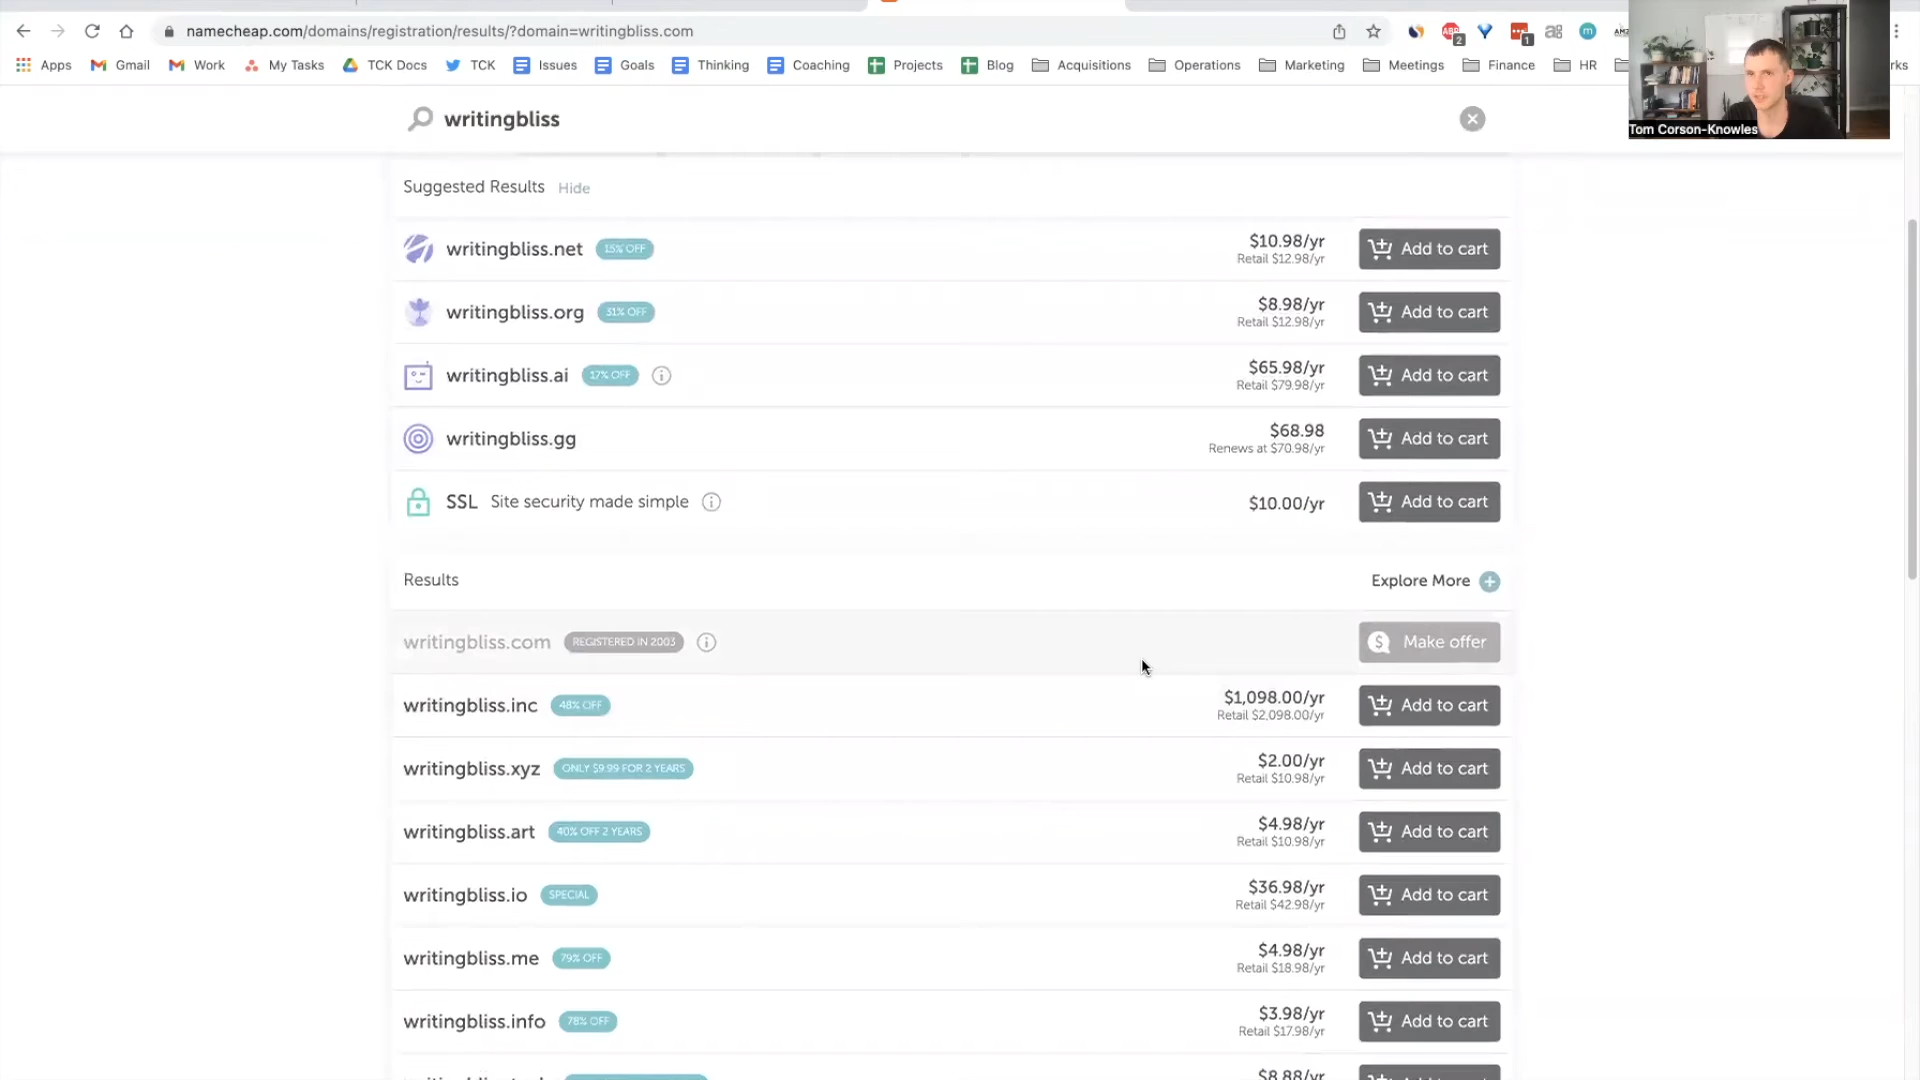 namecheap.com/domains/registration/results/?domain=writingbliss.com
2
1
Apps Gmail Work My Tasks TCK Docs TCK Issues Goals Thinking Coaching Projects Blog Acquisitions Operations Marketing Meetings Finance HR
Tom Corson-Knowles
writingbliss
Suggested Results Hide
writingbliss.net 15% OFF $10.98/yr Add to cart
Retail $12.98/yr
writingbliss.org 31% OFF $8.98/yr Add to cart
Retail $12.98/yr
writingbliss.ai 17% OFF $65.98/yr Add to cart
Retail $79.98/yr
writingbliss.gg $68.98 Add to cart
Renews at $70.98/yr
SSL Site security made simple $10.00/yr Add to cart
Results Explore More
writingbliss.com REGISTERED IN 2003 Make offer
writingbliss.inc 48% OFF $1,098.00/yr Add to cart
Retail $2,098.00/yr
writingbliss.xyz ONLY $9.99 FOR 2 YEARS $2.00/yr Add to cart
Retail $10.98/yr
writingbliss.art 40% OFF 2 YEARS $4.98/yr Add to cart
Retail $10.98/yr
writingbliss.io SPECIAL $36.98/yr Add to cart
Retail $42.98/yr
writingbliss.me 79% OFF $4.98/yr Add to cart
Retail $18.98/yr
writingbliss.info 78% OFF $3.98/yr Add to cart
Retail $17.98/yr
$8.88/yr